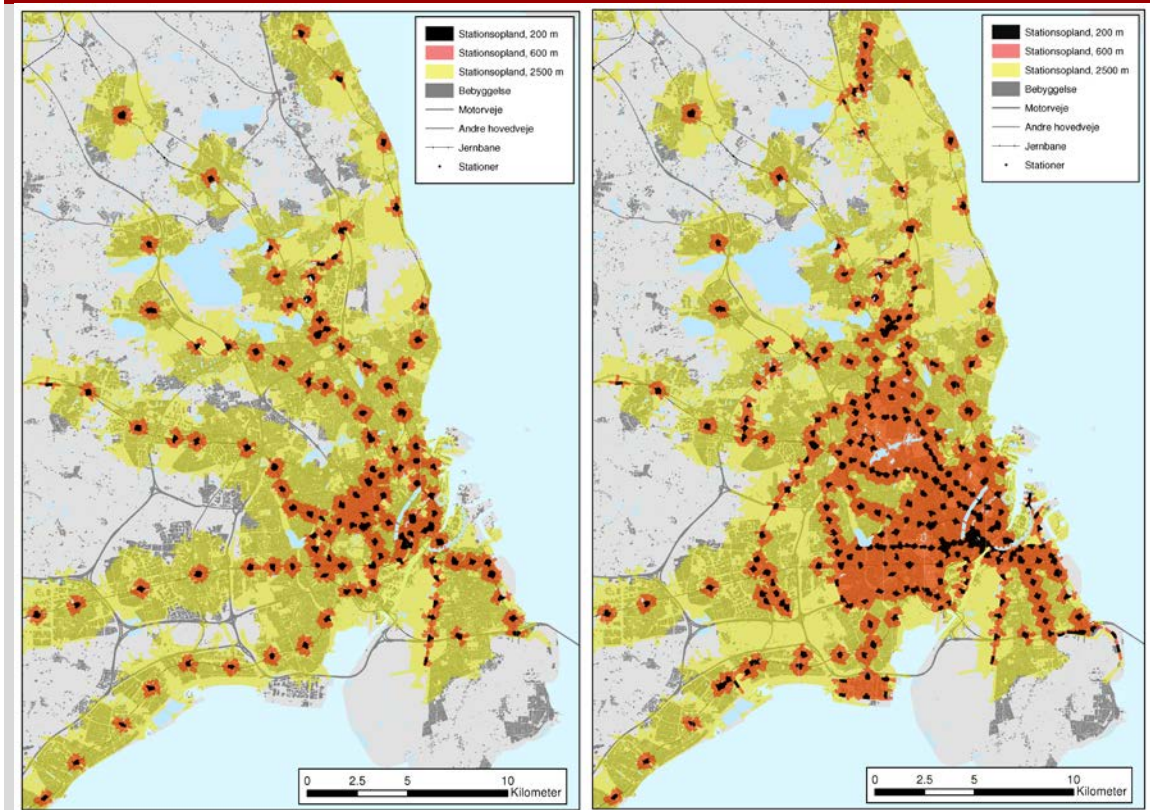 Stationsopland, 200 m
Stationsopland, 600 m
Stationsopland, 2500 m
Bebyggelse
Motorveje
Andre hovedveje
Jernbane
Stationer
0 2.5 5 10
Kilometer
Stationsopland, 200 m
Stationsopland, 600 m
Stationsopland, 2500 m
Bebyggelse
Motorveje
Andre hovedveje
Jernbane
Stationer
0 2.5 5 10
Kilometer